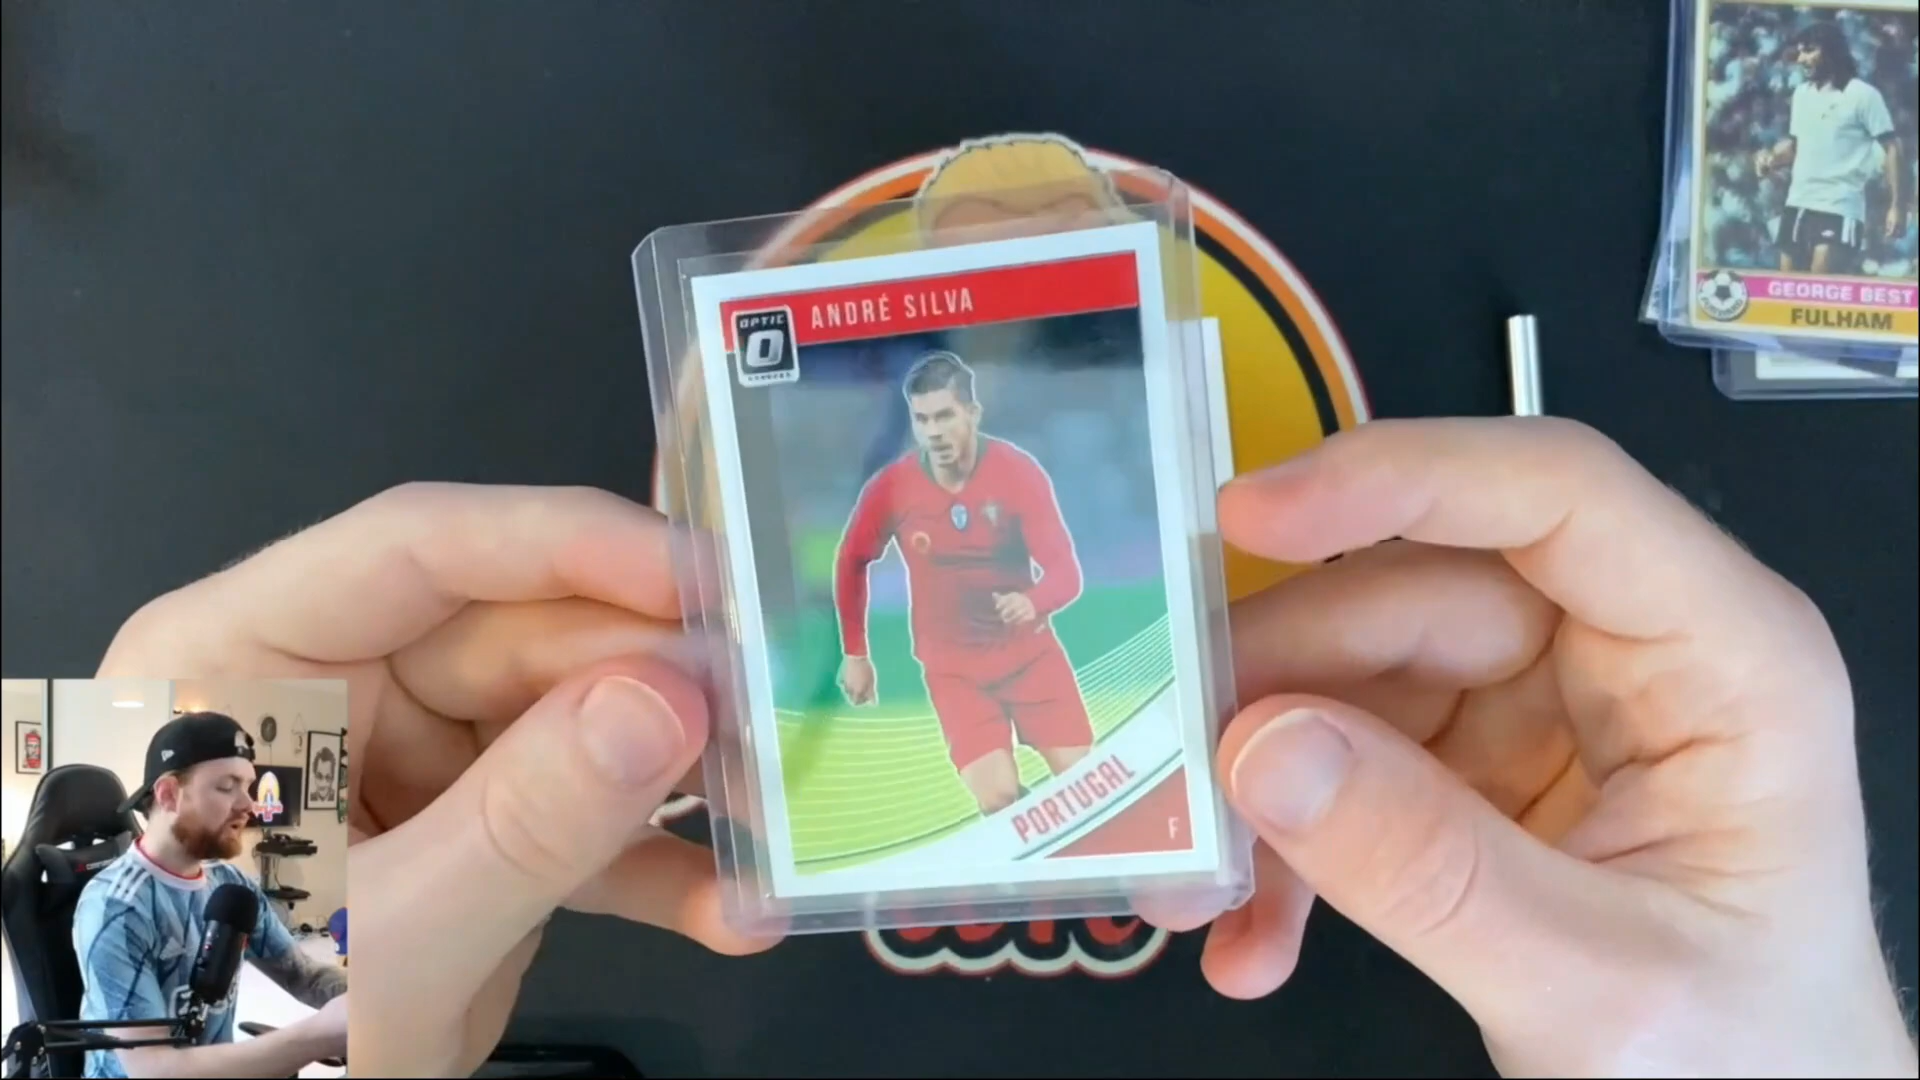 OPTIC
ANDRÉ SILVA
PORTUGAL
F
GEORGE BEST
FULHAM